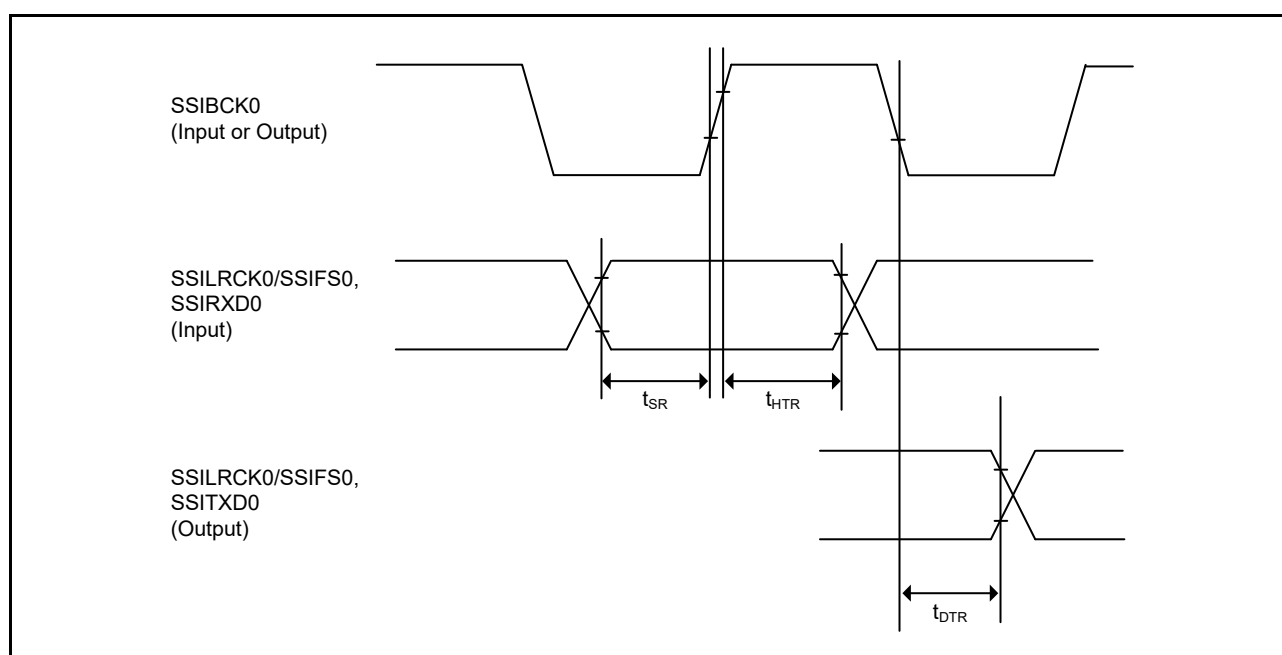 SSIBCK0
(Input or Output)
SSILRCK0/SSIFS0,
SSIRXD0
(Input)
tSR
tHTR
SSILRCK0/SSIFS0,
SSITXD0
(Output)
tDTR